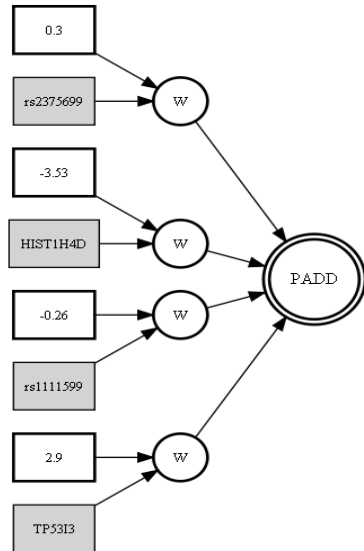 0.3
rs2375699
W
-3.53
HIST1H4D
W
PADD
-0.26
rs1111599
W
2.9
TP53I3
W